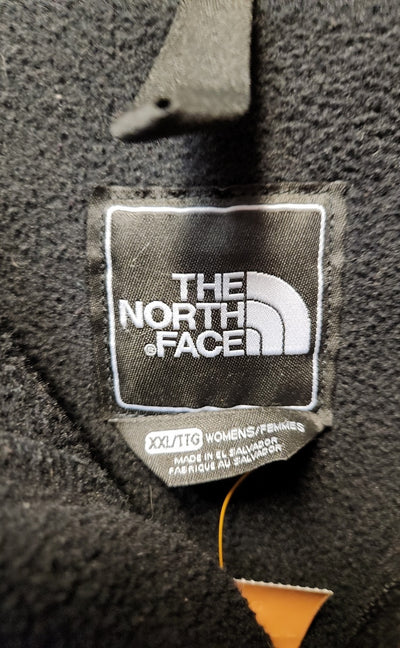 THE
NORTH
®FACE
XXL/TTG WOMENS/FEMMES
MADE IN EL SALVADOR
FABRIQUE AU SALVADOR